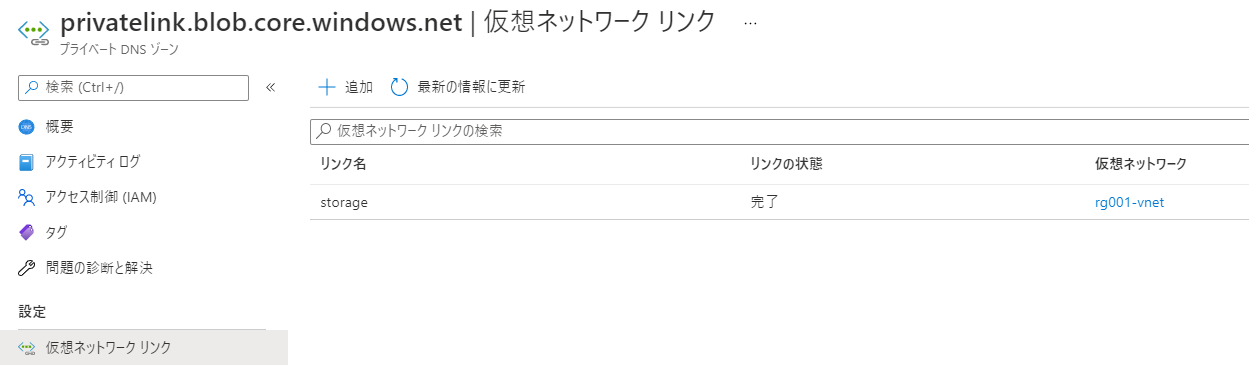 privatelink.blob.core.windows.net | 仮想ネットワーク リンク ...
プライベート DNS ゾーン
検索 (Ctrl+/)
«
追加
最新の情報に更新
概要
アクティビティ ログ
アクセス制御 (IAM)
タグ
問題の診断と解決
設定
仮想ネットワーク リンク
仮想ネットワーク リンクの検索
リンク名 リンクの状態 仮想ネットワーク
storage 完了 rg001-vnet